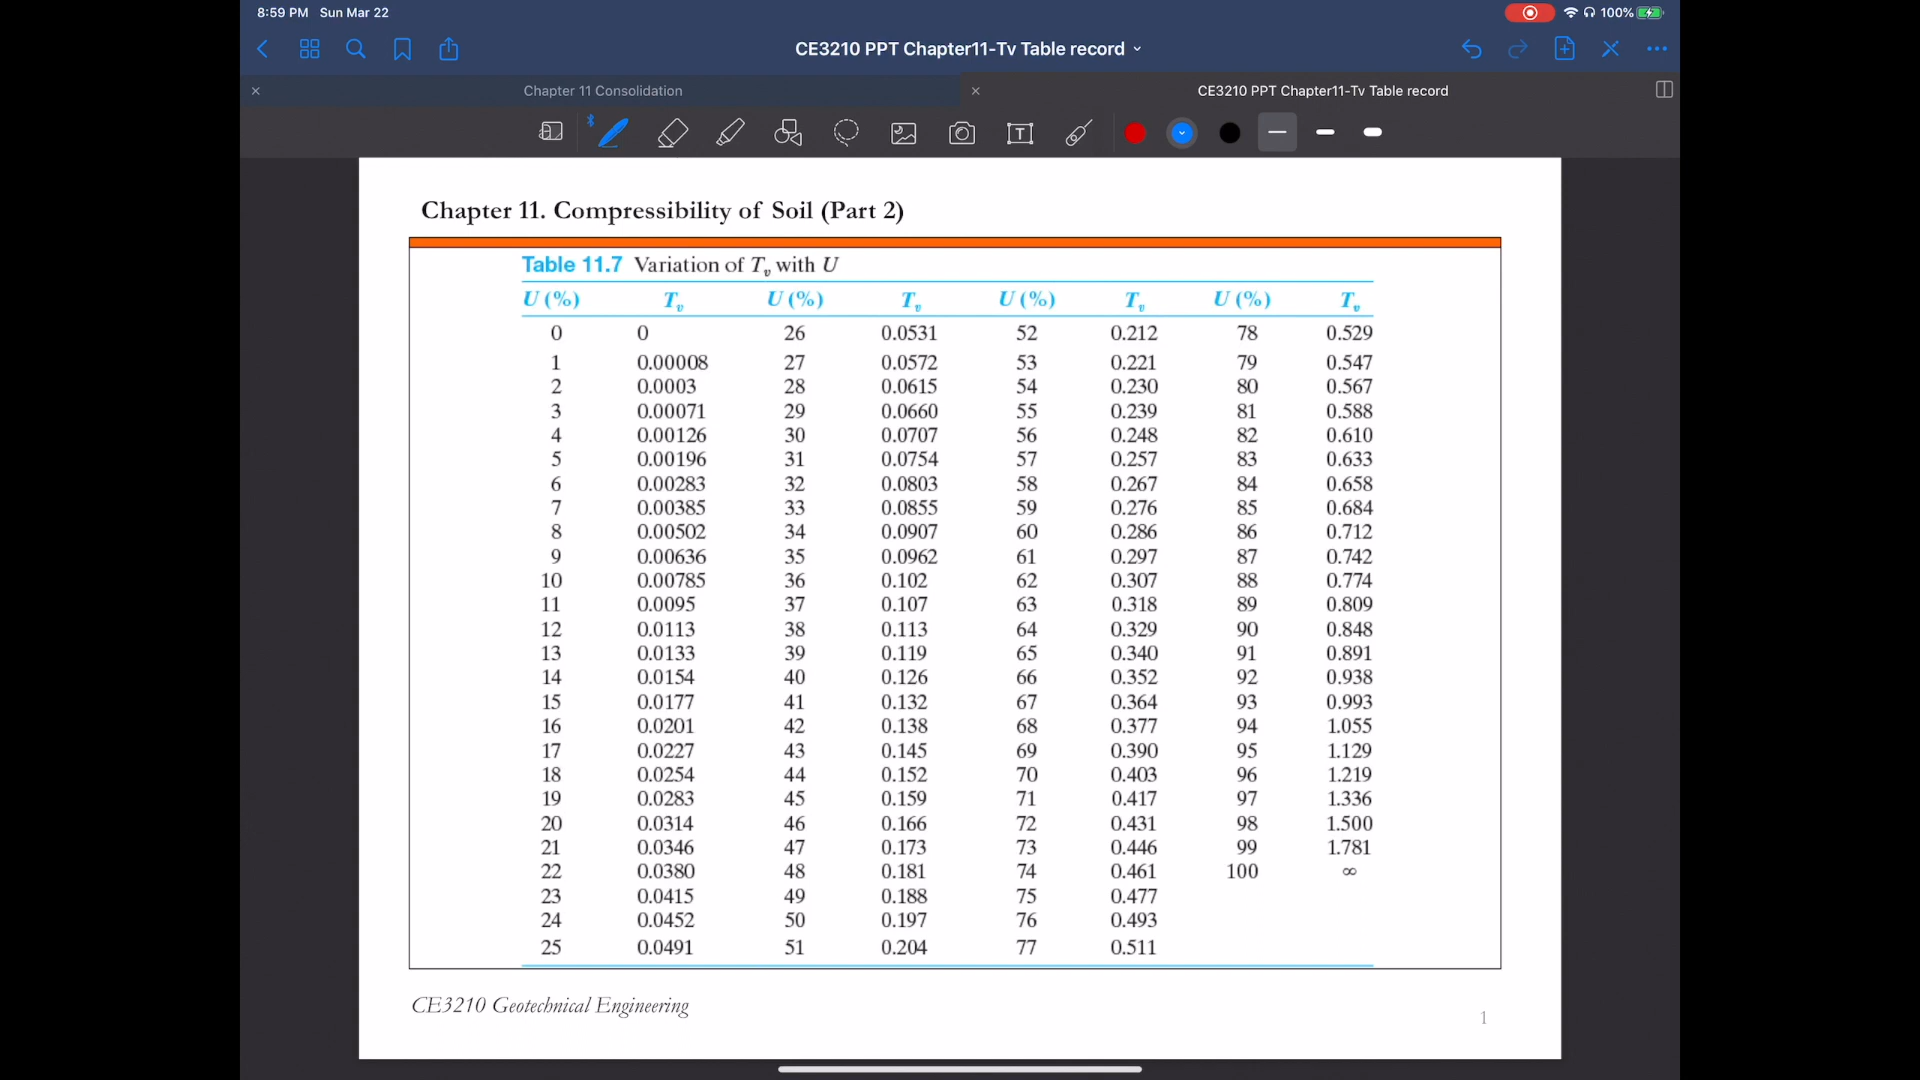 8:59 PM Sun Mar 22
100%
CE3210 PPT Chapter11-Tv Table record
Chapter 11 Consolidation
CE3210 PPT Chapter11-Tv Table record
T
Chapter 11. Compressibility of Soil (Part 2)
Table 11.7 Variation of Tv with U
U (%) Tv U (%) Tv U (%) Tv U (%) Tv
0 0 26 0.0531 52 0.212 78 0.529
1 0.00008 27 0.0572 53 0.221 79 0.547
2 0.0003 28 0.0615 54 0.230 80 0.567
3 0.00071 29 0.0660 55 0.239 81 0.588
4 0.00126 30 0.0707 56 0.248 82 0.610
5 0.00196 31 0.0754 57 0.257 83 0.633
6 0.00283 32 0.0803 58 0.267 84 0.658
7 0.00385 33 0.0855 59 0.276 85 0.684
8 0.00502 34 0.0907 60 0.286 86 0.712
9 0.00636 35 0.0962 61 0.297 87 0.742
10 0.00785 36 0.102 62 0.307 88 0.774
11 0.0095 37 0.107 63 0.318 89 0.809
12 0.0113 38 0.113 64 0.329 90 0.848
13 0.0133 39 0.119 65 0.340 91 0.891
14 0.0154 40 0.126 66 0.352 92 0.938
15 0.0177 41 0.132 67 0.364 93 0.993
16 0.0201 42 0.138 68 0.377 94 1.055
17 0.0227 43 0.145 69 0.390 95 1.129
18 0.0254 44 0.152 70 0.403 96 1.219
19 0.0283 45 0.159 71 0.417 97 1.336
20 0.0314 46 0.166 72 0.431 98 1.500
21 0.0346 47 0.173 73 0.446 99 1.781
22 0.0380 48 0.181 74 0.461 100 ∞
23 0.0415 49 0.188 75 0.477
24 0.0452 50 0.197 76 0.493
25 0.0491 51 0.204 77 0.511
CE3210 Geotechnical Engineering
1